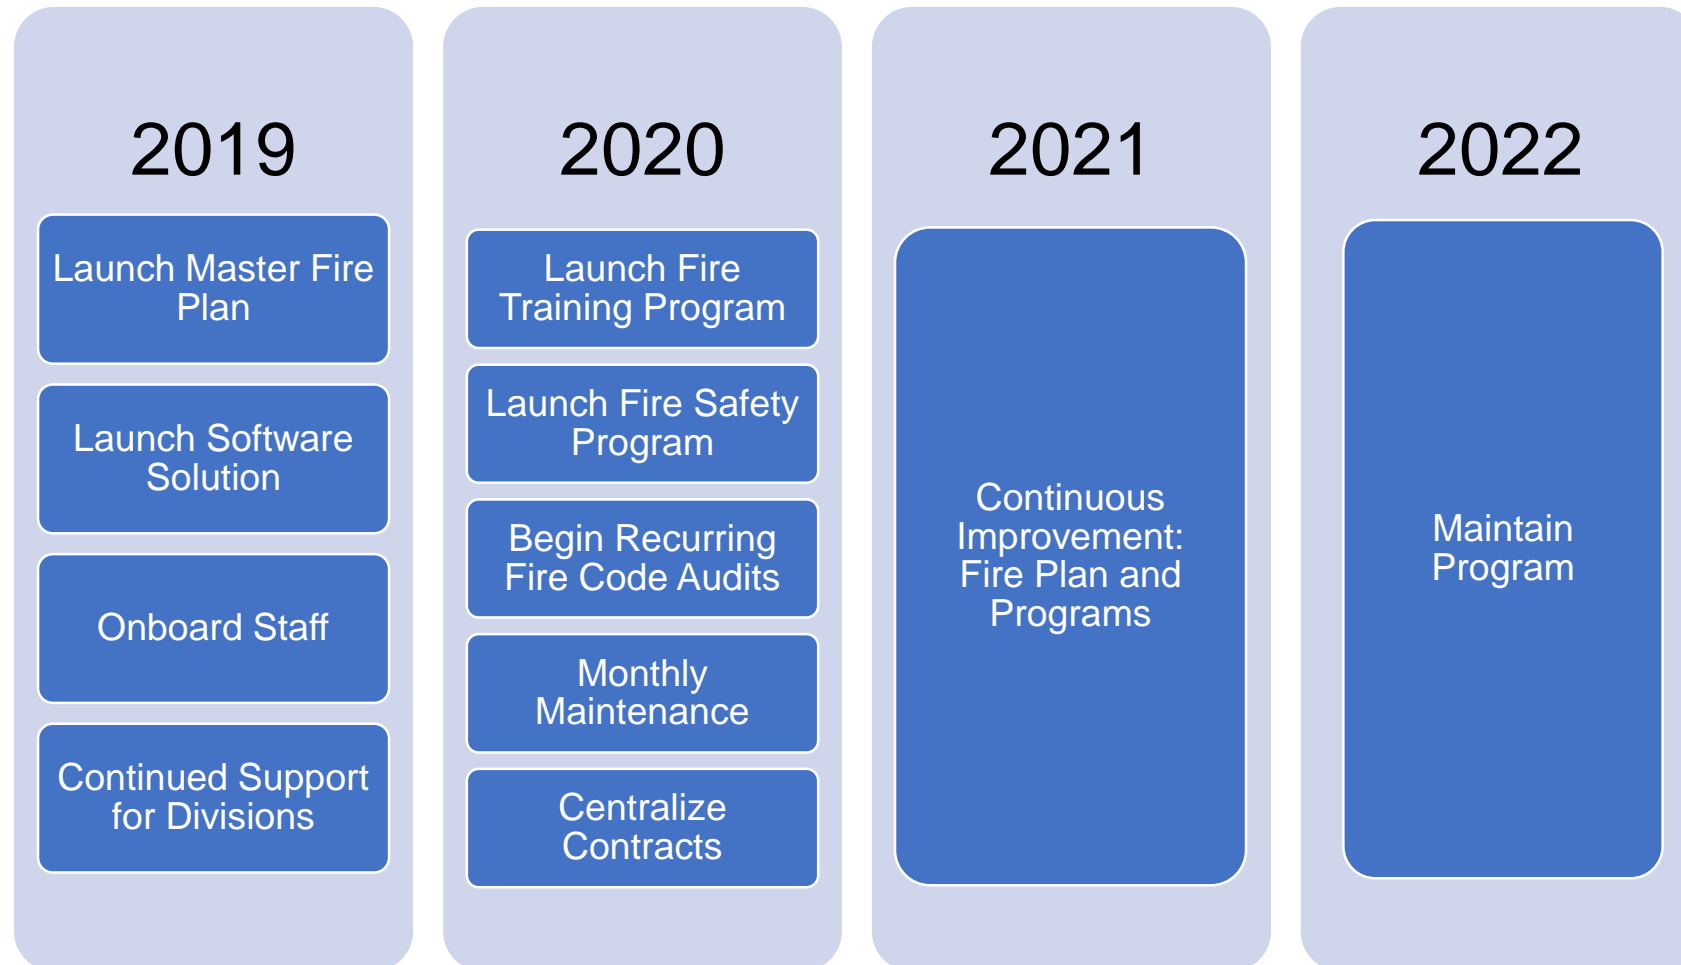 2019
Launch Master Fire
Plan
Launch Software
Solution
Onboard Staff
Continued Support
for Divisions
2020
Launch Fire
Training Program
Launch Fire Safety
Program
Begin Recurring
Fire Code Audits
Monthly
Maintenance
Centralize
Contracts
2021
Continuous
Improvement:
Fire Plan and
Programs
2022
Maintain
Program